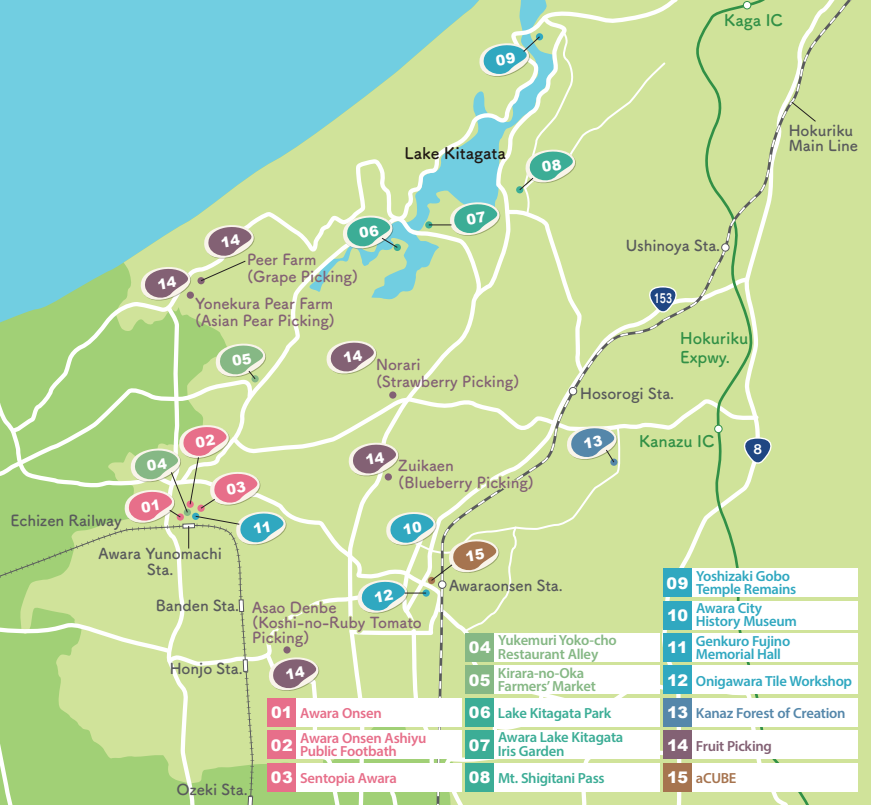 Kaga IC
09
Hokuriku
Main Line
Lake Kitagata
08
07
06
14
Ushinoya Sta.
Peer Farm
(Grape Picking)
14
Yonekura Pear Farm
(Asian Pear Picking)
153
Hokuriku
Expwy.
05
14
Norari
(Strawberry Picking)
Hosorogi Sta.
02
13
Kanazu IC
8
04
14
Zuikaen
(Blueberry Picking)
03
01
Echizen Railway
11
10
Awara Yunomachi
Sta.
15
Awaraonsen Sta.
12
Banden Sta.
Asao Denbe
(Koshi-no-Ruby Tomato
Picking)
Honjo Sta.
14
Ozeki Sta.
01 Awara Onsen
02 Awara Onsen Ashiyu
Public Footbath
03 Sentopia Awara
04 Yukemuri Yoko-cho
Restaurant Alley
05 Kirara-no-Oka
Farmers' Market
06 Lake Kitagata Park
07 Awara Lake Kitagata
Iris Garden
08 Mt. Shigitani Pass
09 Yoshizaki Gobo
Temple Remains
10 Awara City
History Museum
11 Genkuro Fujino
Memorial Hall
12 Onigawara Tile Workshop
13 Kanaz Forest of Creation
14 Fruit Picking
15 aCUBE